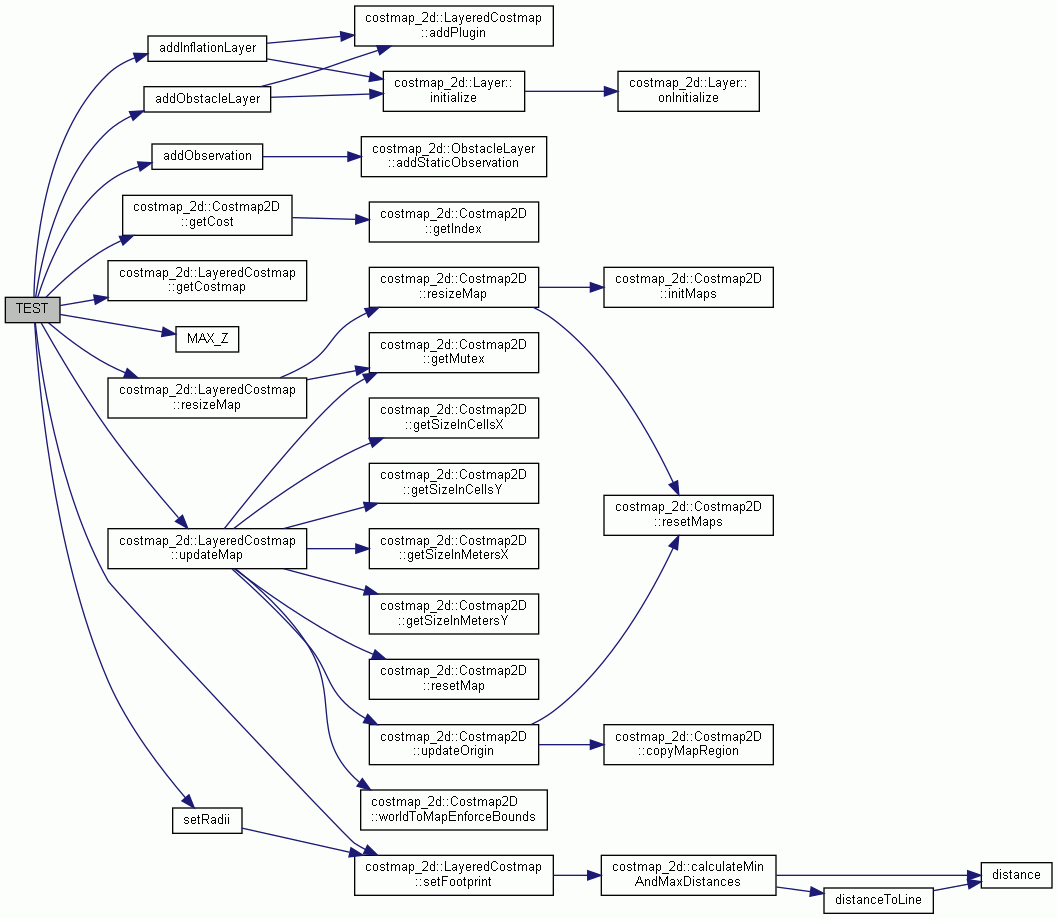 TEST
addInflationLayer
addObstacleLayer
addObservation
costmap_2d::Costmap2D
::getCost
costmap_2d::LayeredCostmap
::getCostmap
MAX_Z
costmap_2d::LayeredCostmap
::resizeMap
costmap_2d::LayeredCostmap
::updateMap
setRadii
costmap_2d::LayeredCostmap
::addPlugin
costmap_2d::Layer::
initialize
costmap_2d::ObstacleLayer
::addStaticObservation
costmap_2d::Costmap2D
::getIndex
costmap_2d::Costmap2D
::resizeMap
costmap_2d::Costmap2D
::getMutex
costmap_2d::Costmap2D
::getSizeInCellsX
costmap_2d::Costmap2D
::getSizeInCellsY
costmap_2d::Costmap2D
::getSizeInMetersX
costmap_2d::Costmap2D
::getSizeInMetersY
costmap_2d::Costmap2D
::resetMap
costmap_2d::Costmap2D
::updateOrigin
costmap_2d::Costmap2D
::worldToMapEnforceBounds
costmap_2d::LayeredCostmap
::setFootprint
costmap_2d::Layer::
onInitialize
costmap_2d::Costmap2D
::initMaps
costmap_2d::Costmap2D
::resetMaps
costmap_2d::Costmap2D
::copyMapRegion
costmap_2d::calculateMin
AndMaxDistances
distanceToLine
distance